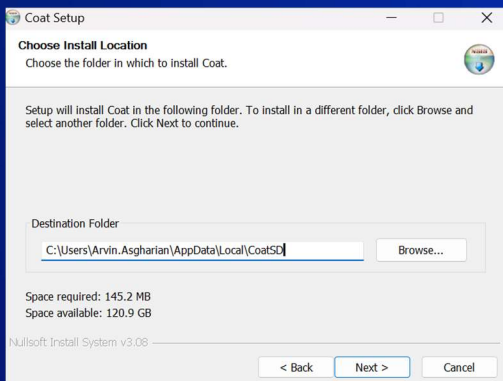 Coat Setup
Choose Install Location
Choose the folder in which to install Coat.
Setup will install Coat in the following folder. To install in a different folder, click Browse and
select another folder. Click Next to continue.
Destination Folder
C:\Users\Arvin.Asgharian\AppData\Local\CoatSD
Browse...
Space required: 145.2 MB
Space available: 120.9 GB
Nullsoft Install System v3.08
< Back
Next >
Cancel